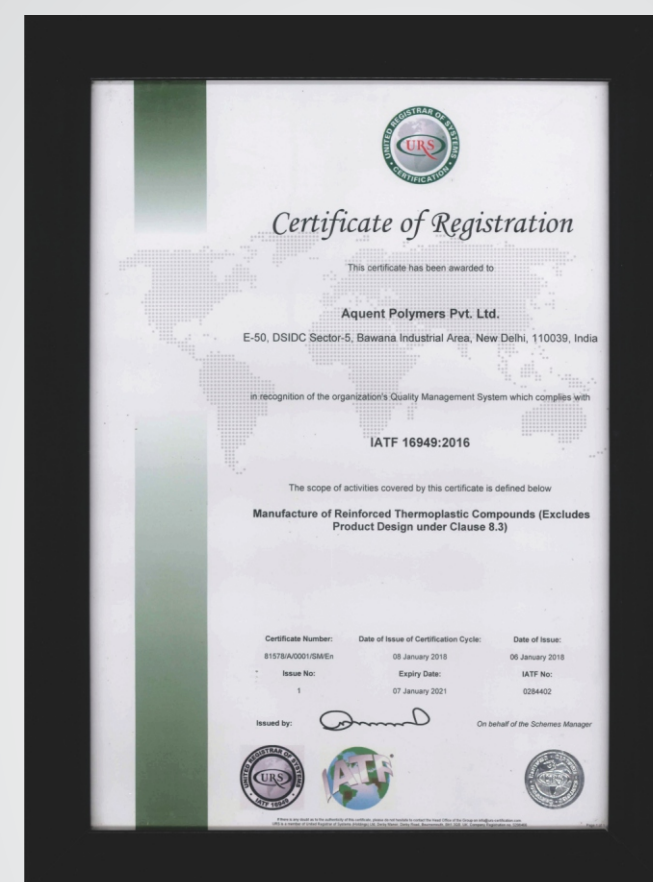 UNITED REGISTRAR OF SYSTEMS
URS
CERTIFICATION
Certificate of Registration
This certificate has been awarded to
Aquent Polymers Pvt. Ltd.
E-50, DSIDC Sector-5, Bawana Industrial Area, New Delhi, 110039, India
in recognition of the organization's Quality Management System which complies with
IATF 16949:2016
The scope of activities covered by this certificate is defined below
Manufacture of Reinforced Thermoplastic Compounds (Excludes
Product Design under Clause 8.3)
Certificate Number: Date of Issue of Certification Cycle: Date of Issue:
81578/A/0001/SM/En 08 January 2018 06 January 2018
Issue No: Expiry Date: IATF No:
1 07 January 2021 0284402
Issued by: On behalf of the Schemes Manager
UNITED REGISTRAR OF SYSTEMS
URS
IATF 16949
IATF